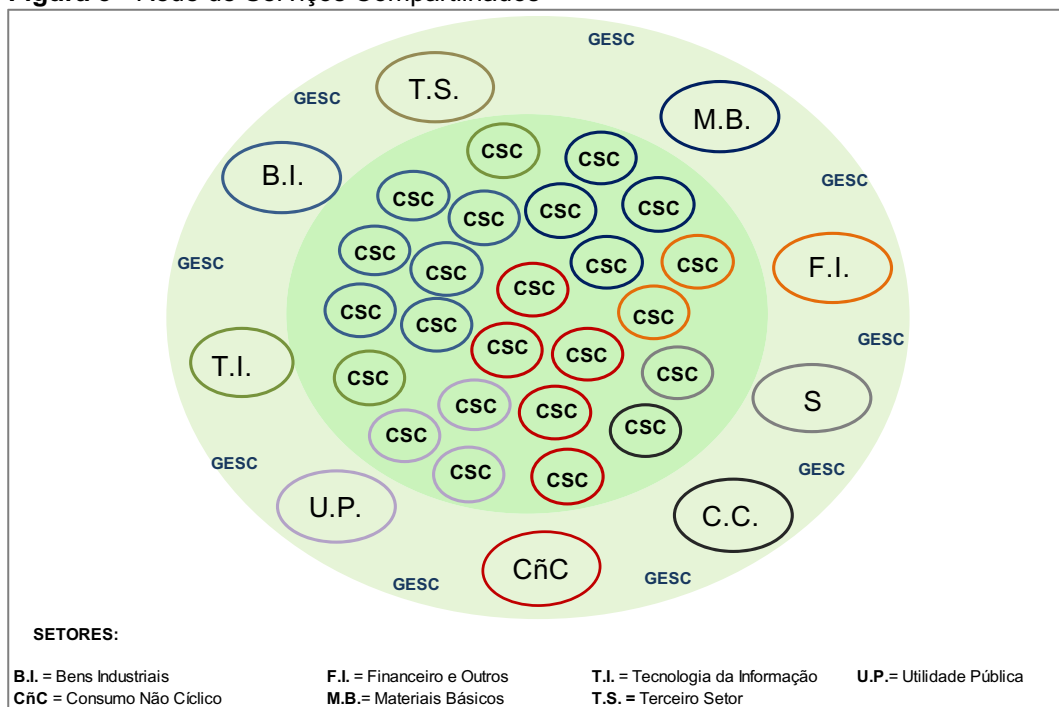 GESC
GESC
T.S.
M.B.
CSC
CSC
B.I.
GESC
CSC
CSC
CSC
CSC
CSC
GESC
CSC
CSC
CSC
F.I.
CSC
CSC
CSC
CSC
GESC
CSC
CSC
T.I.
CSC
CSC
S
CSC
CSC
CSC
CSC
GESC
CSC
CSC
GESC
U.P.
C.C.
CñC
GESC
GESC
SETORES:
B.I. = Bens Industriais F.I. = Financeiro e Outros T.I. = Tecnologia da Informação U.P.= Utilidade Pública
CñC = Consumo Não Cíclico M.B.= Materiais Básicos T.S. = Terceiro Setor